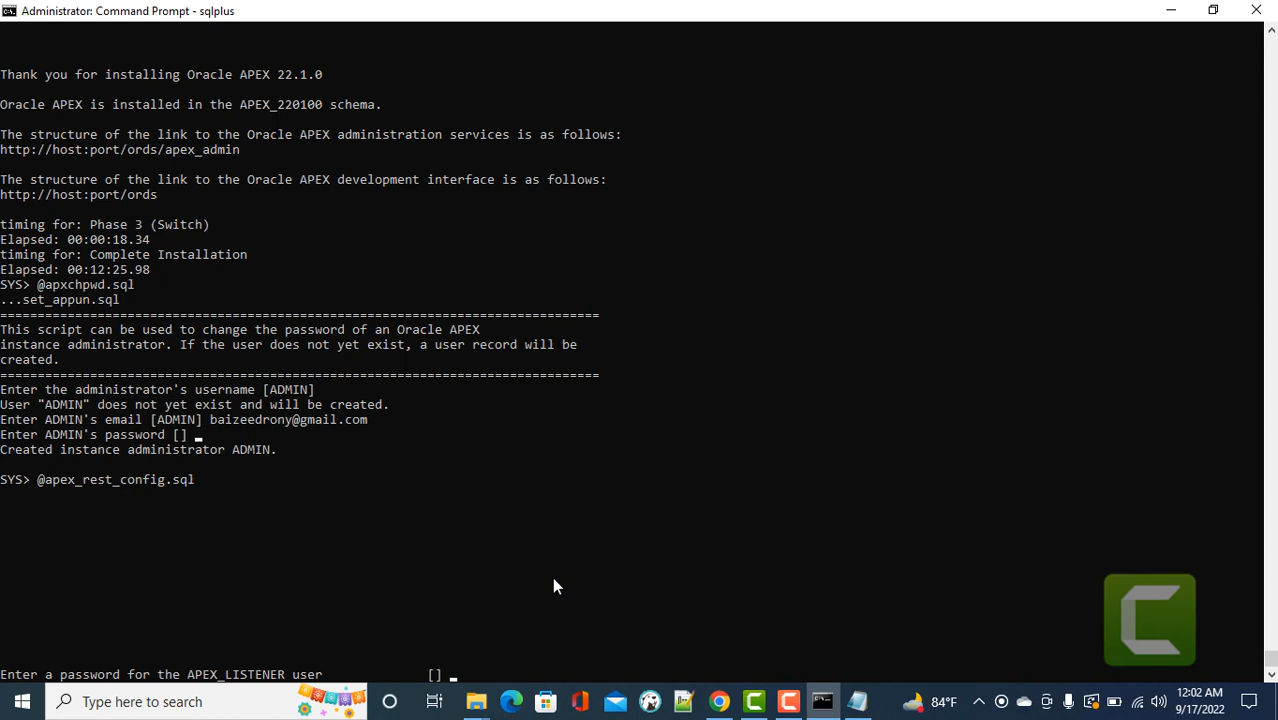 Administrator: Command Prompt - sqlplus
Thank you for installing Oracle APEX 22.1.0
Oracle APEX is installed in the APEX_220100 schema.
The structure of the link to the Oracle APEX administration services is as follows:
http://host:port/ords/apex_admin
The structure of the link to the Oracle APEX development interface is as follows:
http://host:port/ords
timing for: Phase 3 (Switch)
Elapsed: 00:00:18.34
timing for: Complete Installation
Elapsed: 00:12:25.98
SYS> @apxchpwd.sql
...set_appun.sql
================================================================================
This script can be used to change the password of an Oracle APEX
instance administrator. If the user does not yet exist, a user record will be
created.
================================================================================
Enter the administrator's username [ADMIN]
User "ADMIN" does not yet exist and will be created.
Enter ADMIN's email [ADMIN] baizeedrony@gmail.com
Enter ADMIN's password []
Created instance administrator ADMIN.
SYS> @apex_rest_config.sql
Enter a password for the APEX_LISTENER user []
Type here to search
84°F
12:02 AM
9/17/2022